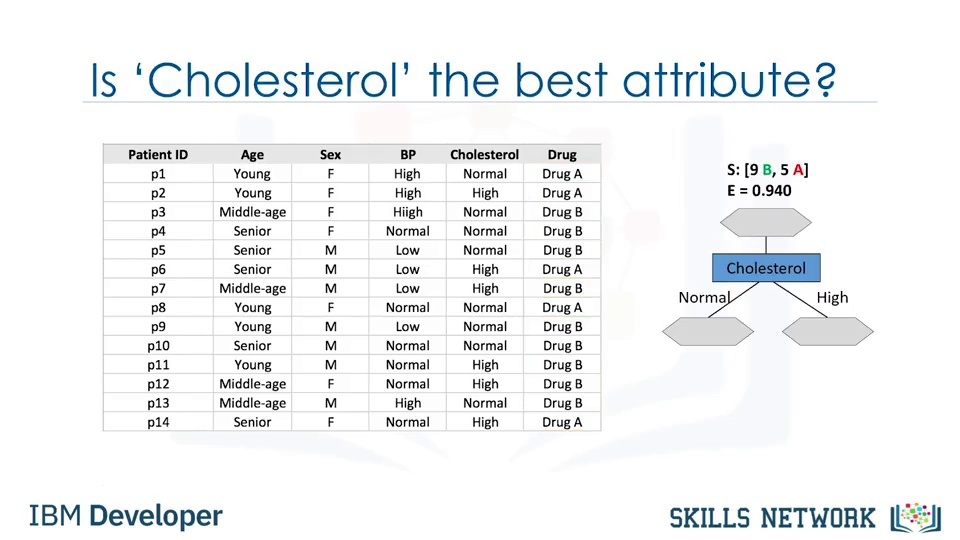 Is ‘Cholesterol’ the best attribute?
Patient ID Age Sex BP Cholesterol Drug
p1 Young F High Normal Drug A
p2 Young F High High Drug A
p3 Middle-age F Hiigh Normal Drug B
p4 Senior F Normal Normal Drug B
p5 Senior M Low Normal Drug B
p6 Senior M Low High Drug A
p7 Middle-age M Low High Drug B
p8 Young F Normal Normal Drug A
p9 Young M Low Normal Drug B
p10 Senior M Normal Normal Drug B
p11 Young M Normal High Drug B
p12 Middle-age F Normal High Drug B
p13 Middle-age M High Normal Drug B
p14 Senior F Normal High Drug A
S: [9 B, 5 A]
E = 0.940
Cholesterol
Normal High
IBM Developer
SKILLS NETWORK